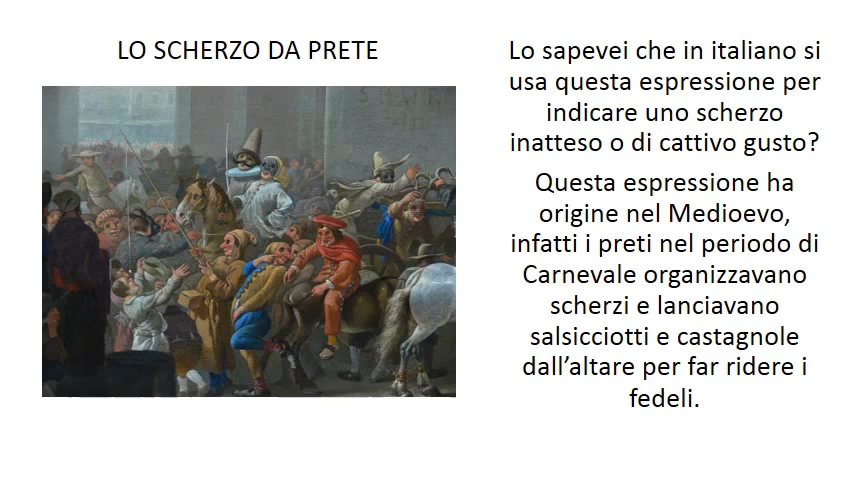 LO SCHERZO DA PRETE
Lo sapevei che in italiano si
usa questa espressione per
indicare uno scherzo
inatteso o di cattivo gusto?
Questa espressione ha
origine nel Medioevo,
infatti i preti nel periodo di
Carnevale organizzavano
scherzi e lanciavano
salsicciotti e castagnole
dall’altare per far ridere i
fedeli.